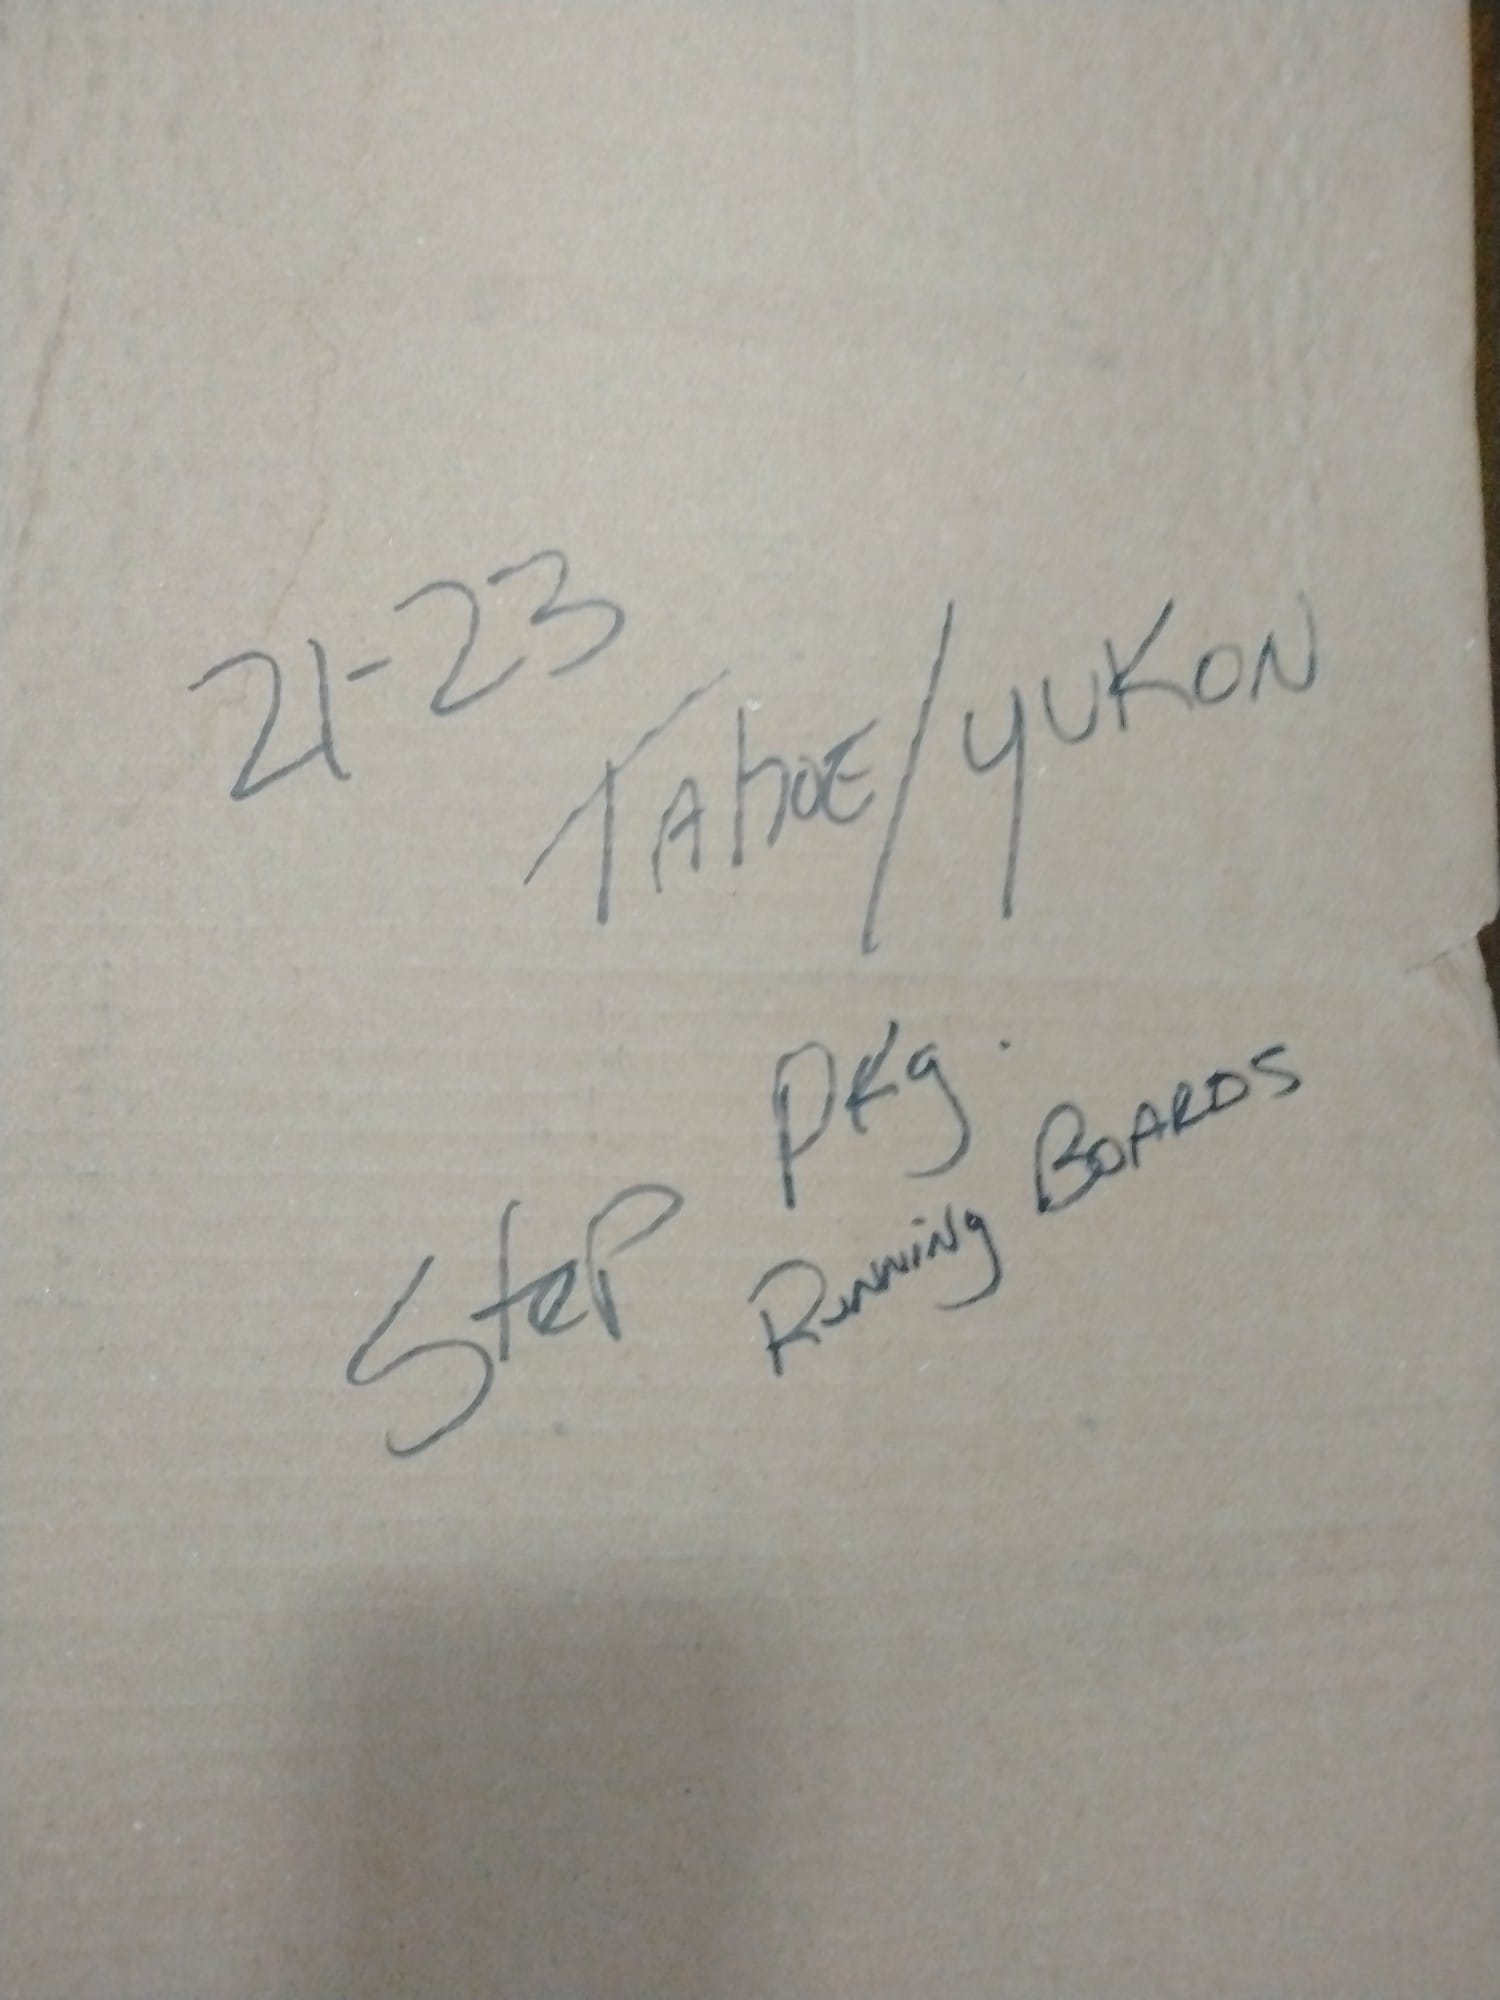 21-23
Tahoe/YUKON
Step Pkg.
Running Boards